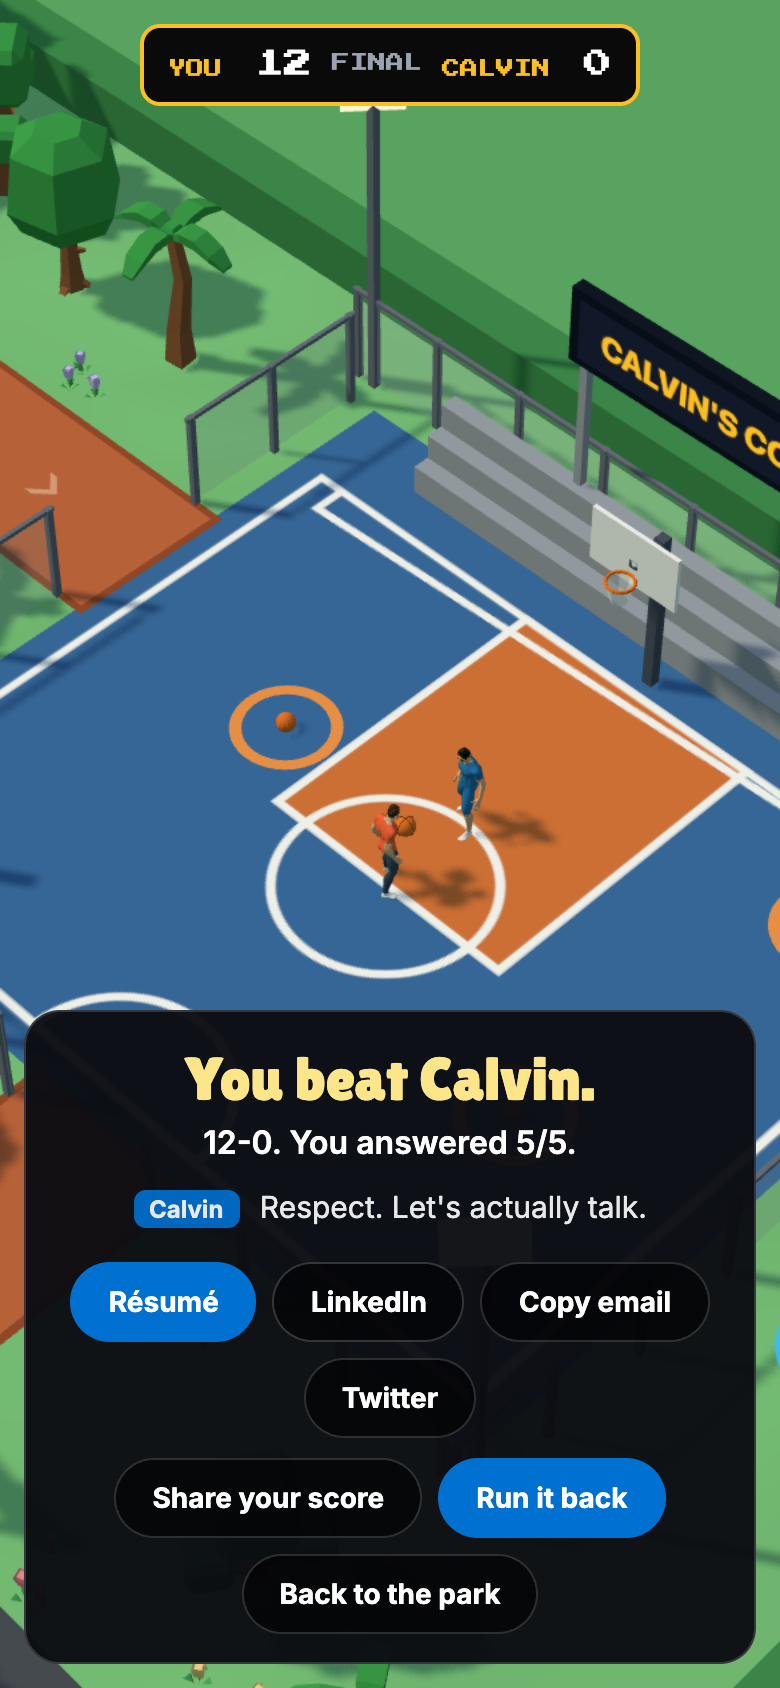 YOU 12 FINAL CALVIN 0
CALVIN'S
You beat Calvin.
12-0. You answered 5/5.
Calvin Respect. Let's actually talk.
Résumé LinkedIn Copy email
Twitter
Share your score Run it back
Back to the park